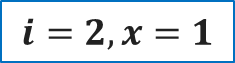 i = 2, x = 1